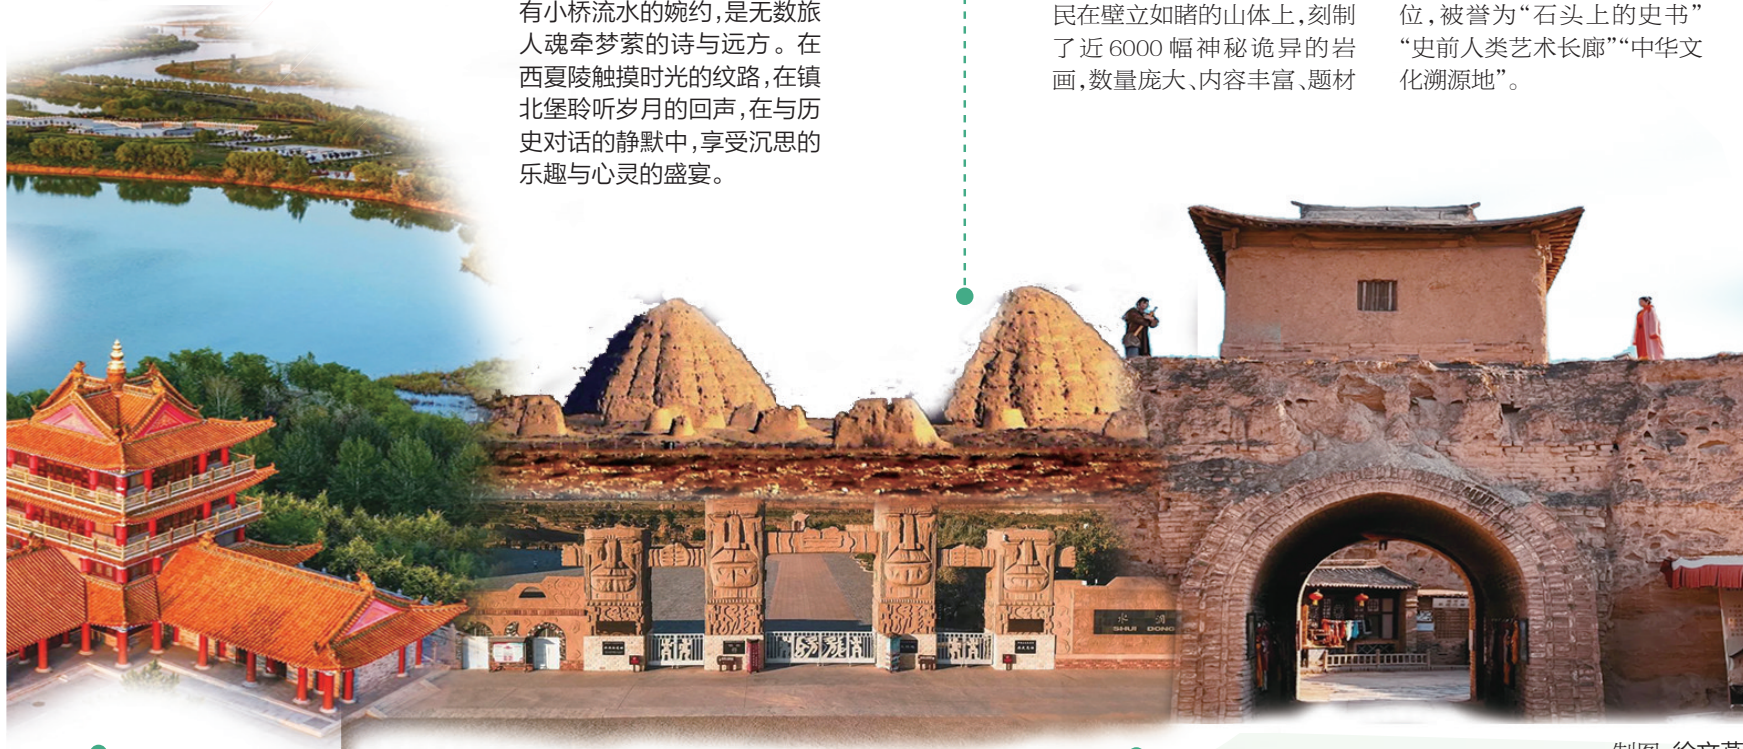 有小桥流水的婉约,是无数旅
人魂牵梦萦的诗与远方。在
西夏陵触摸时光的纹路,在镇
北堡聆听岁月的回声,在与历
史对话的静默中,享受沉思的
乐趣与心灵的盛宴。
民在壁立如睹的山体上,刻制
了近6000幅神秘诡异的岩
画,数量庞大、内容丰富、题材
位,被誉为“石头上的史书”
“史前人类艺术长廊”“中华文
化溯源地”。
水 洞
SHUI DONG